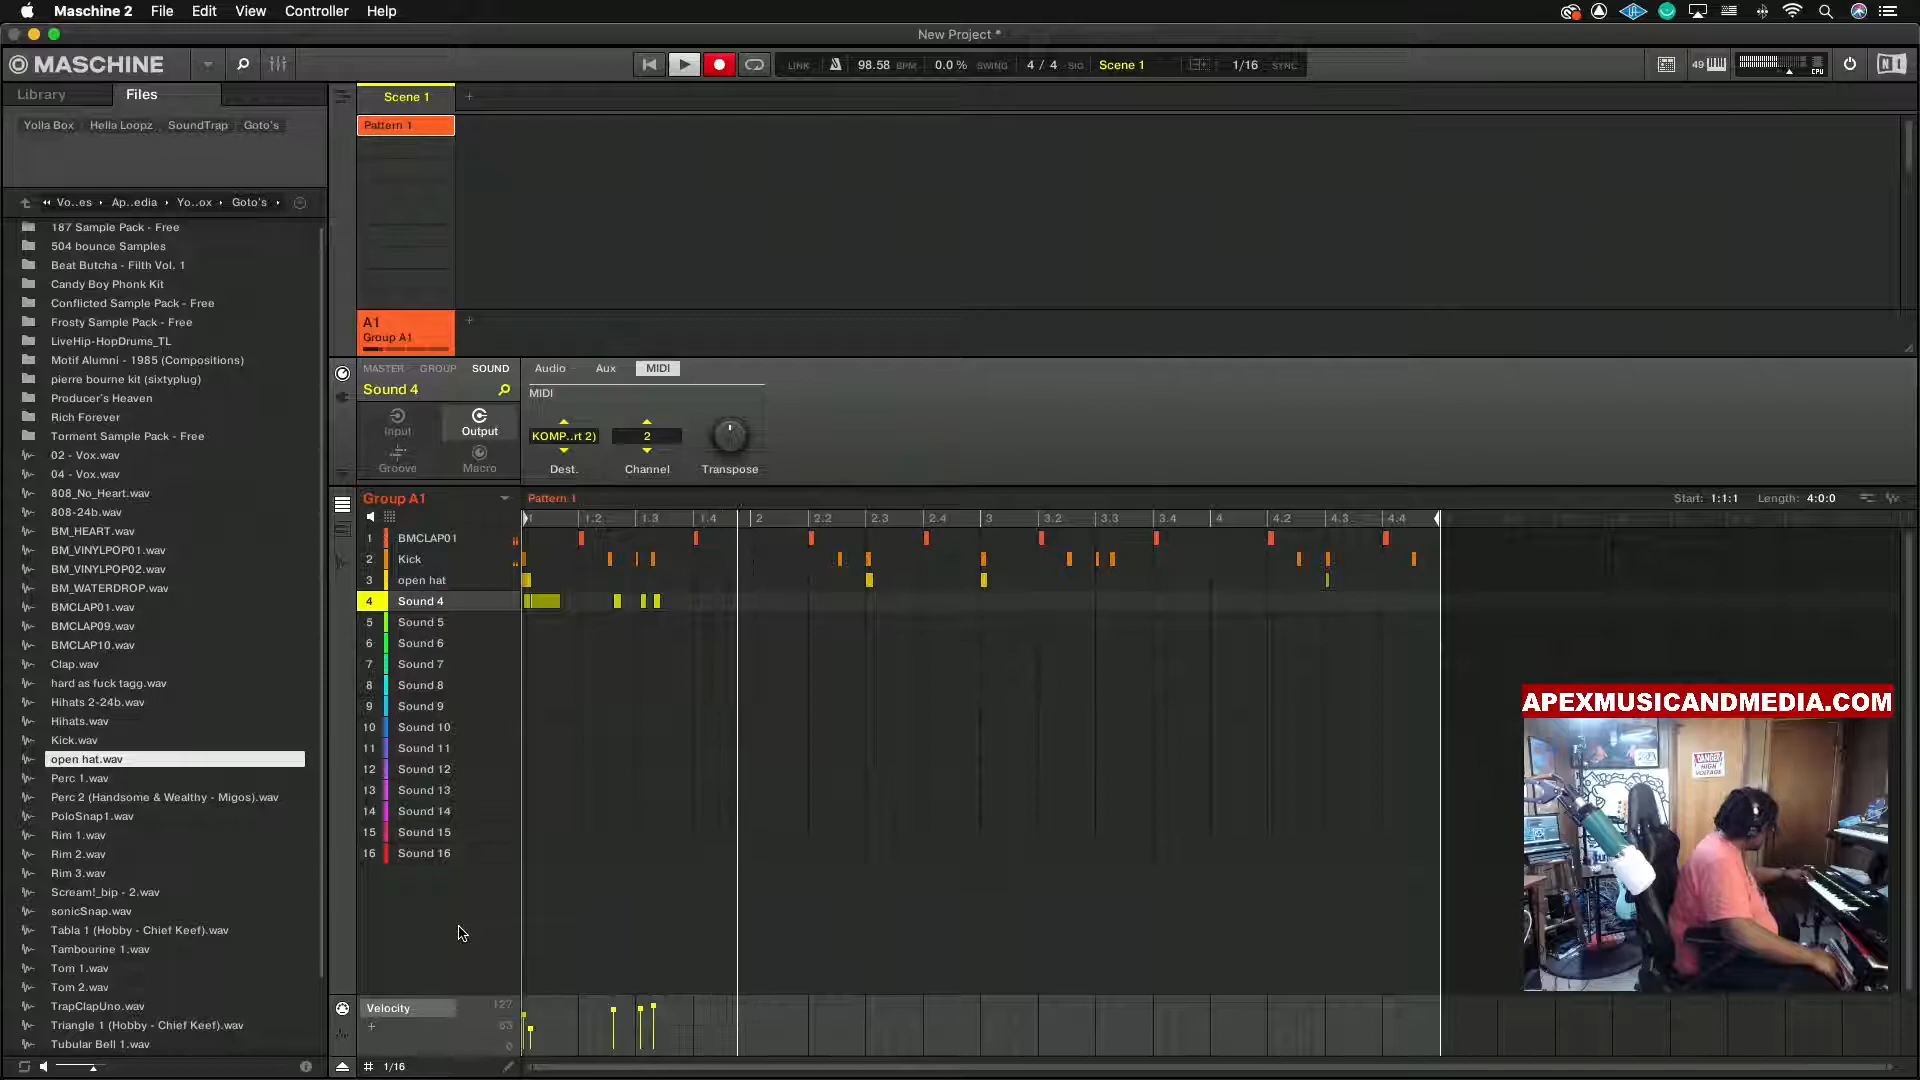 Maschine 2 File Edit View Controller Help
New Project *
MASCHINE
LINK 98.58 BPM 0.0 % SWING 4 / 4 SIG Scene 1 1/16 SYNC 49 CPU
Library Files
Scene 1 +
Yolla Box Hella Loopz SoundTrap Goto's
Pattern 1
Vo..es Ap..edia Yo..ox Goto's
187 Sample Pack - Free
504 bounce Samples
Beat Butcha - Filth Vol. 1
Candy Boy Phonk Kit
Conflicted Sample Pack - Free
Frosty Sample Pack - Free
LiveHip-HopDrums_TL
Motif Alumni - 1985 (Compositions)
pierre bourne kit (sixtyplug)
Producer's Heaven
Rich Forever
Torment Sample Pack - Free
02 - Vox.wav
04 - Vox.wav
808_No_Heart.wav
808-24b.wav
BM_HEART.wav
BM_VINYLPOP01.wav
BM_VINYLPOP02.wav
BM_WATERDROP.wav
BMCLAP01.wav
BMCLAP09.wav
BMCLAP10.wav
Clap.wav
hard as fuck tagg.wav
Hihats 2-24b.wav
Hihats.wav
Kick.wav
open hat.wav
Perc 1.wav
Perc 2 (Handsome & Wealthy - Migos).wav
PoloSnap1.wav
Rim 1.wav
Rim 2.wav
Rim 3.wav
Scream!_bip - 2.wav
sonicSnap.wav
Tabla 1 (Hobby - Chief Keef).wav
Tambourine 1.wav
Tom 1.wav
Tom 2.wav
TrapClapUno.wav
Triangle 1 (Hobby - Chief Keef).wav
Tubular Bell 1.wav
A1 +
Group A1
MASTER GROUP SOUND
Sound 4
Input Output
Groove Macro
Audio Aux MIDI
MIDI
KOMP..rt 2) 2
Dest. Channel Transpose
Group A1 Pattern 1 Start: 1:1:1 Length: 4:0:0
1 1.2 1.3 1.4 2 2.2 2.3 2.4 3 3.2 3.3 3.4 4 4.2 4.3 4.4
1 BMCLAP01
2 Kick
3 open hat
4 Sound 4
5 Sound 5
6 Sound 6
7 Sound 7
8 Sound 8
9 Sound 9
10 Sound 10
11 Sound 11
12 Sound 12
13 Sound 13
14 Sound 14
15 Sound 15
16 Sound 16
Velocity 127
+ 63
0
1/16
APEXMUSICANDMEDIA.COM
DANGER
HIGH
VOLTAGE